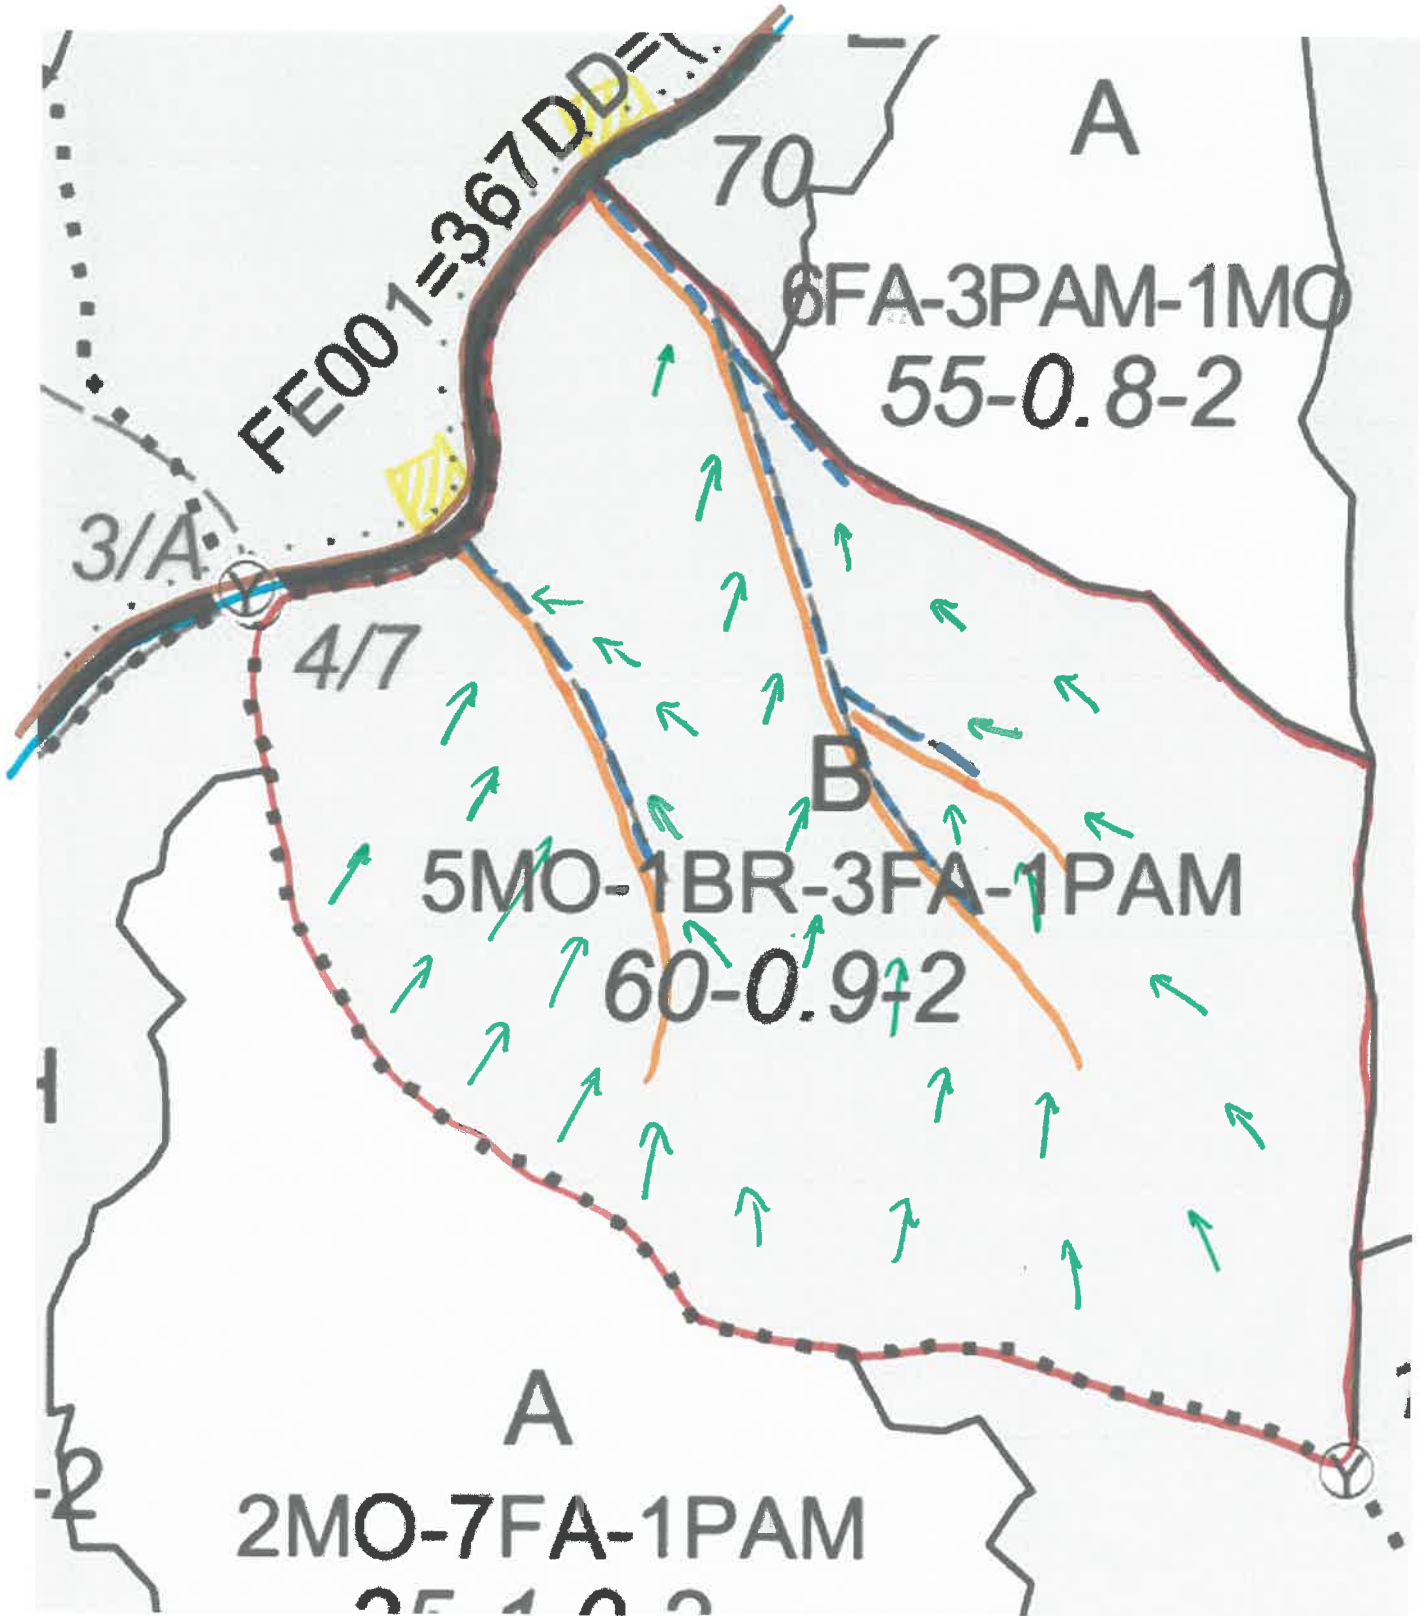 FE001=367DD=
70
A
6FA-3PAM-1MO
55-0.8-2
3/A
Y
4/7
B
5MO-1BR-3FA-1PAM
60-0.9-2
A
-2
2MO-7FA-1PAM
Y